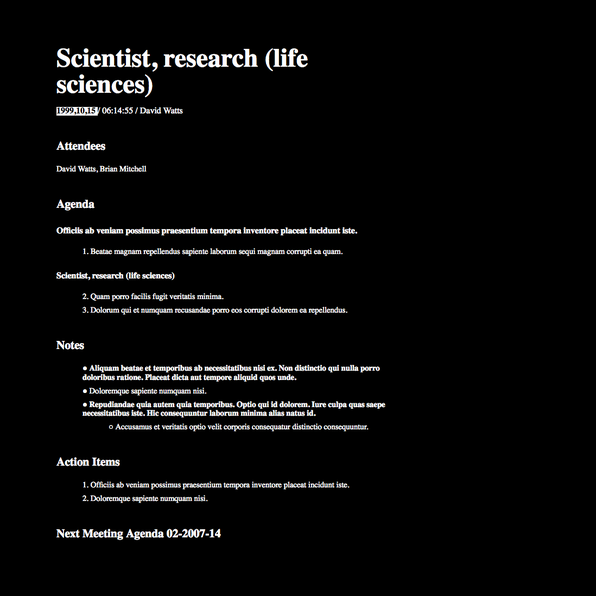 Scientist, research (life
sciences)
1999,10,15 / 06:14:55 / David Watts
Attendees
David Watts, Brian Mitchell
Agenda
Officiis ab veniam possimus praesentium tempora inventore placeat incidunt iste.
1. Beatae magnam repellendus sapiente laborum sequi magnam corrupti ea quam.
Scientist, research (life sciences)
2. Quam porro facilis fugit veritatis minima.
3. Dolorum qui et numquam recusandae porro eos corrupti dolorem ea repellendus.
Notes
● Aliquam beatae et temporibus ab necessitatibus nisi ex. Non distinctio qui nulla porro
doloribus ratione. Placeat dicta aut tempore aliquid quos unde.
● Doloremque sapiente numquam nisi.
● Repudiandae quia autem quia temporibus. Optio qui id dolorem. Iure culpa quas saepe
necessitatibus iste. Hic consequuntur laborum minima alias natus id.
○ Accusamus et veritatis optio velit corporis consequatur distinctio consequuntur.
Action Items
1. Officiis ab veniam possimus praesentium tempora inventore placeat incidunt iste.
2. Doloremque sapiente numquam nisi.
Next Meeting Agenda 02-2007-14